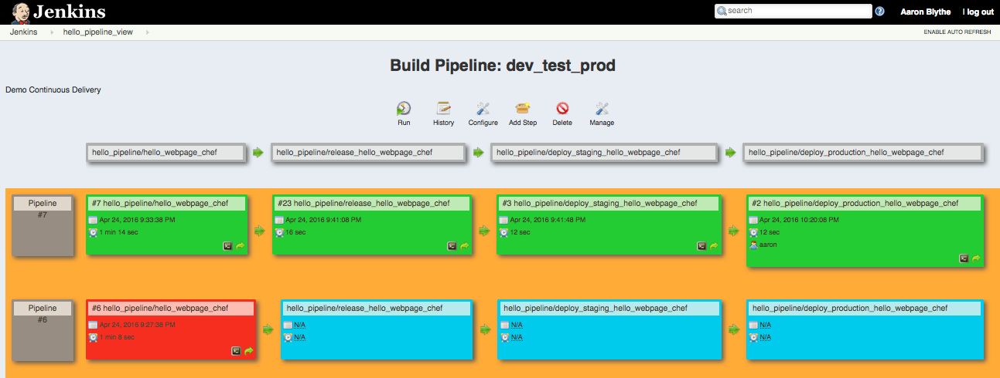 Jenkins
search
Aaron Blythe
| log out
Jenkins
hello_pipeline_view
ENABLE AUTO REFRESH
Build Pipeline: dev_test_prod
Demo Continuous Delivery
Run
History
Configure
Add Step
Delete
Manage
hello_pipeline/hello_webpage_chef
hello_pipeline/release_hello_webpage_chef
hello_pipeline/deploy_staging_hello_webpage_chef
hello_pipeline/deploy_production_hello_webpage_chef
Pipeline
#7
#7 hello_pipeline/hello_webpage_chef
Apr 24, 2016 9:33:38 PM
1 min 14 sec
#23 hello_pipeline/release_hello_webpage_chef
Apr 24, 2016 9:41:08 PM
16 sec
#3 hello_pipeline/deploy_staging_hello_webpage_chef
Apr 24, 2016 9:41:48 PM
12 sec
#2 hello_pipeline/deploy_production_hello_webpage_chef
Apr 24, 2016 10:20:08 PM
12 sec
aaron
Pipeline
#6
#6 hello_pipeline/hello_webpage_chef
Apr 24, 2016 9:27:38 PM
1 min 8 sec
hello_pipeline/release_hello_webpage_chef
N/A
N/A
hello_pipeline/deploy_staging_hello_webpage_chef
N/A
N/A
hello_pipeline/deploy_production_hello_webpage_chef
N/A
N/A